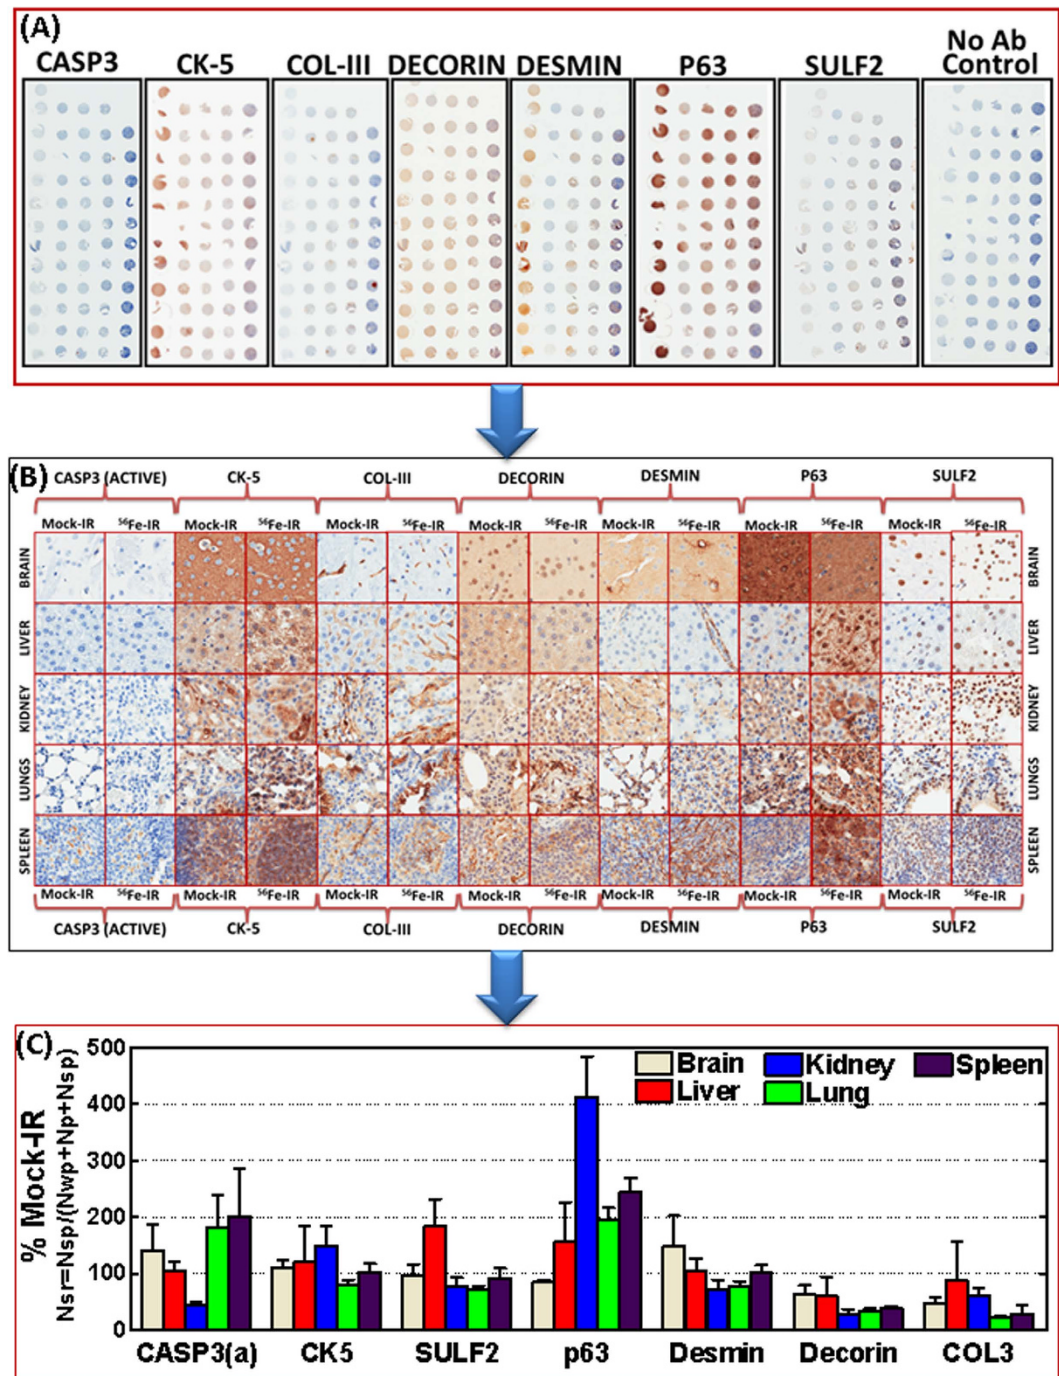 (A)
CASP3 CK-5 COL-III DECORIN DESMIN P63 SULF2 No Ab Control
(B)
CASP3 (ACTIVE) CK-5 COL-III DECORIN DESMIN P63 SULF2
Mock-IR ⁵⁶Fe-IR Mock-IR ⁵⁶Fe-IR Mock-IR ⁵⁶Fe-IR Mock-IR ⁵⁶Fe-IR Mock-IR ⁵⁶Fe-IR Mock-IR ⁵⁶Fe-IR Mock-IR ⁵⁶Fe-IR
BRAIN BRAIN
LIVER LIVER
KIDNEY KIDNEY
LUNGS LUNGS
SPLEEN SPLEEN
Mock-IR ⁵⁶Fe-IR Mock-IR ⁵⁶Fe-IR Mock-IR ⁵⁶Fe-IR Mock-IR ⁵⁶Fe-IR Mock-IR ⁵⁶Fe-IR Mock-IR ⁵⁶Fe-IR Mock-IR ⁵⁶Fe-IR
CASP3 (ACTIVE) CK-5 COL-III DECORIN DESMIN P63 SULF2
(C)
% Mock-IR
Nsr=Nsp/(Nwp+Np+Nsp)
500
400
300
200
100
0
Brain Kidney Spleen
Liver Lung
CASP3(a) CK5 SULF2 p63 Desmin Decorin COL3